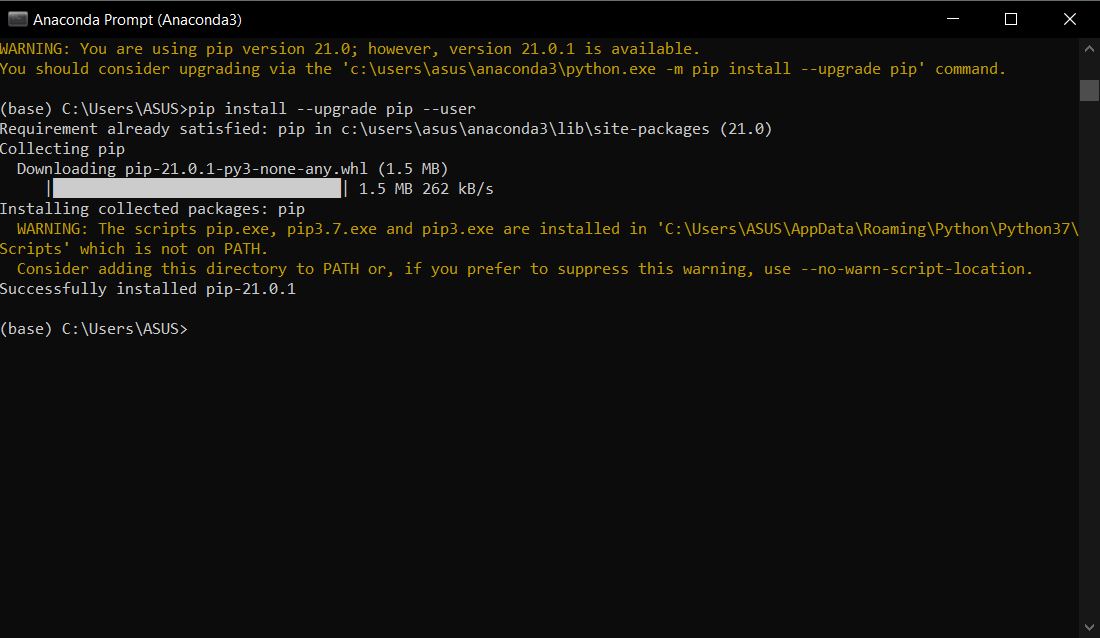 Anaconda Prompt (Anaconda3)
WARNING: You are using pip version 21.0; however, version 21.0.1 is available.
You should consider upgrading via the 'c:\users\asus\anaconda3\python.exe -m pip install --upgrade pip' command.
(base) C:\Users\ASUS>pip install --upgrade pip --user
Requirement already satisfied: pip in c:\users\asus\anaconda3\lib\site-packages (21.0)
Collecting pip
  Downloading pip-21.0.1-py3-none-any.whl (1.5 MB)
     |████████████████████████████████| 1.5 MB 262 kB/s
Installing collected packages: pip
  WARNING: The scripts pip.exe, pip3.7.exe and pip3.exe are installed in 'C:\Users\ASUS\AppData\Roaming\Python\Python37\
Scripts' which is not on PATH.
  Consider adding this directory to PATH or, if you prefer to suppress this warning, use --no-warn-script-location.
Successfully installed pip-21.0.1
(base) C:\Users\ASUS>